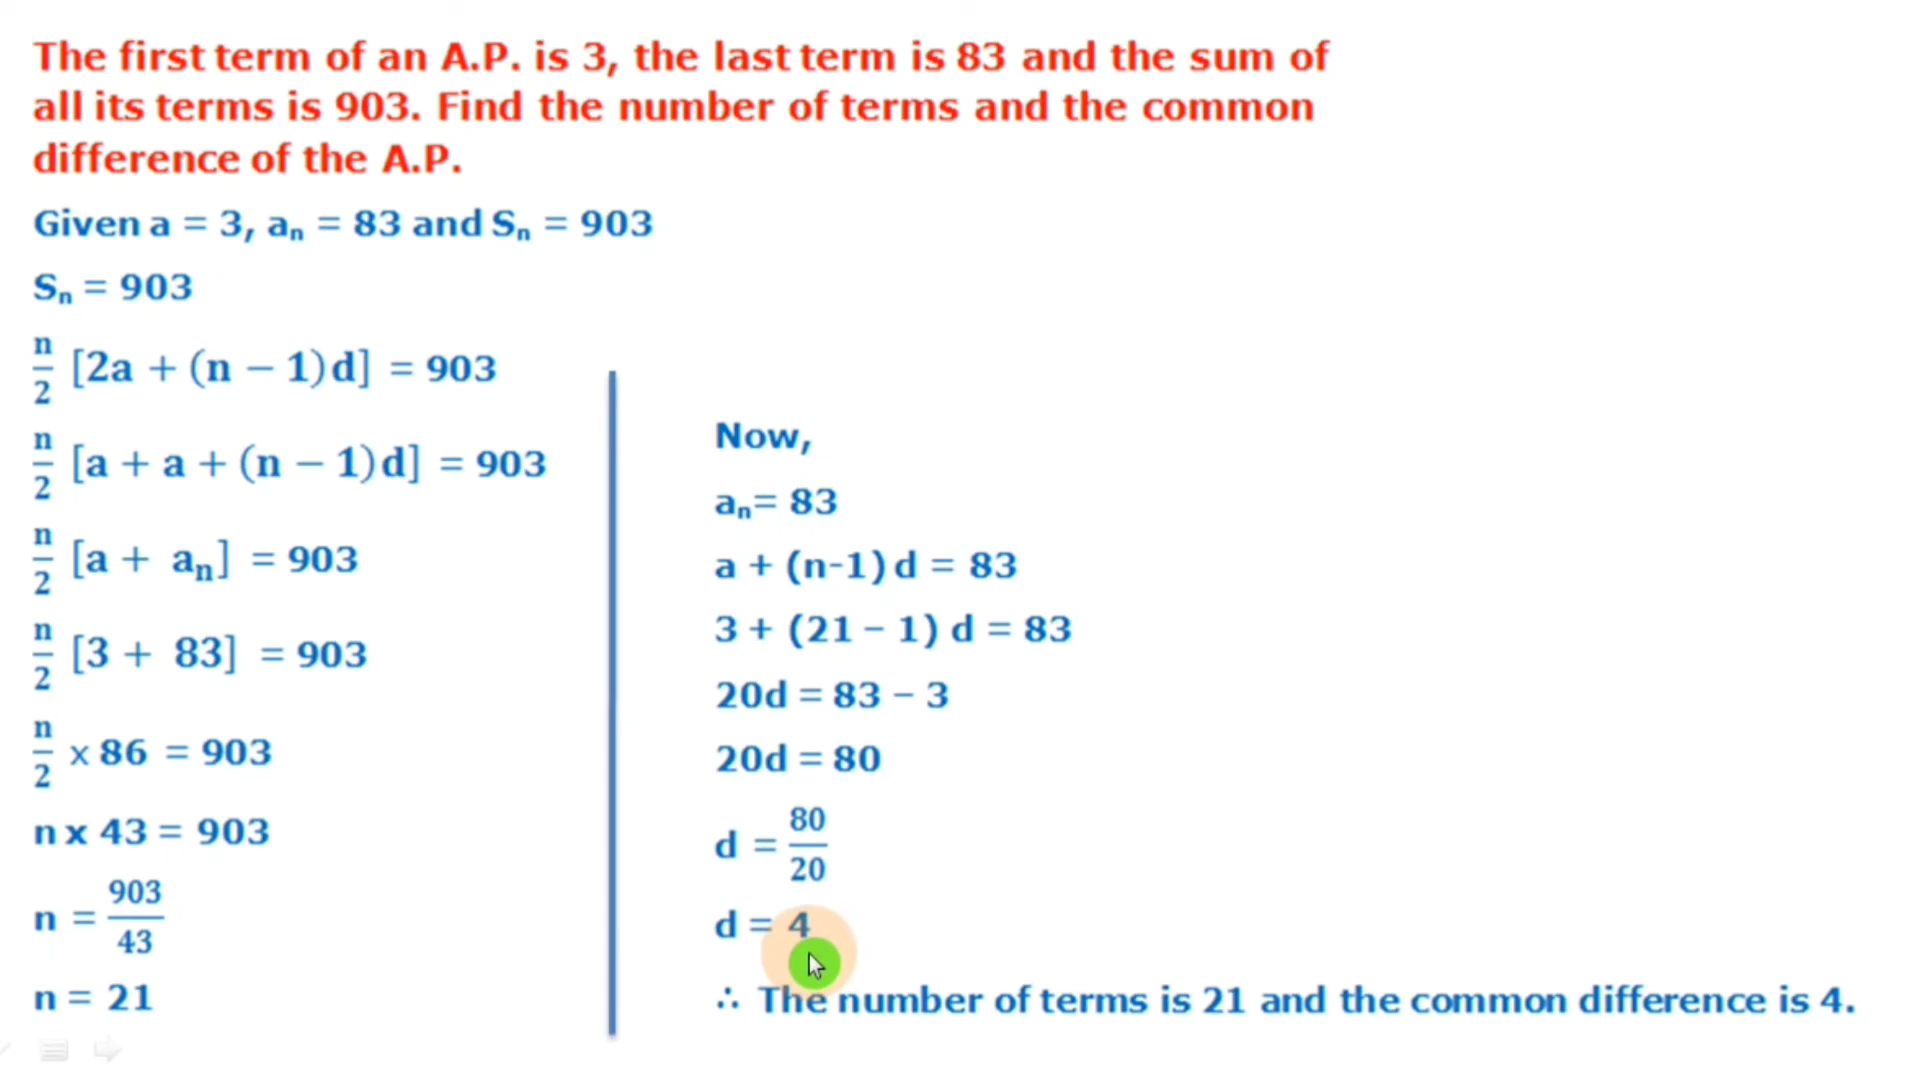 The first term of an A.P. is 3, the last term is 83 and the sum of
all its terms is 903. Find the number of terms and the common
difference of the A.P.
Given a = 3, aₙ = 83 and Sₙ = 903
Sₙ = 903
n/2 [2a + (n − 1)d] = 903
n/2 [a + a + (n − 1)d] = 903
n/2 [a + aₙ] = 903
n/2 [3 + 83] = 903
n/2 x 86 = 903
n x 43 = 903
n = 903/43
n = 21
Now,
aₙ= 83
a + (n-1) d = 83
3 + (21 – 1) d = 83
20d = 83 – 3
20d = 80
d = 80/20
d = 4
∴ The number of terms is 21 and the common difference is 4.